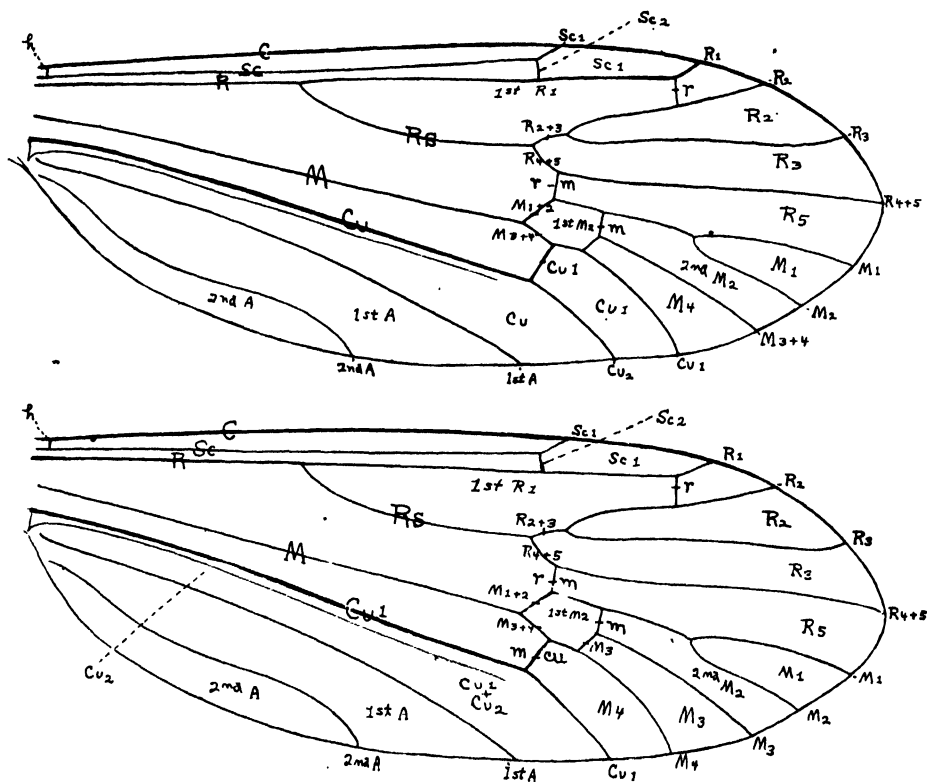 Sc2
h
C
Sc1
R1
Sc
Sc1
R2
R
1st R1
r
R2
Rs
R2+3
R3
R3
R4+5
M
r m
R4+5
M1+2
1st M2
m
R5
Cu
M3+4
M1
M1
2nd M2
Cu1
2nd A
1st A
Cu
Cu1
M4
M2
M3+4
2nd A
1st A
Cu2
Cu1
h
C
Sc1
Sc2
Sc
Sc1
R1
R
1st R1
r
R2
Rs
R2+3
R2
R3
R4+5
R3
M
r m
M1+2
1st M2
m
R4+5
Cu1
M3+4
R5
M3
m cu
M1
M1
Cu2
2nd M2
Cu1
+
Cu2
2nd A
1st A
M4
M3
M2
M3
2nd A
1st A
Cu1
M4